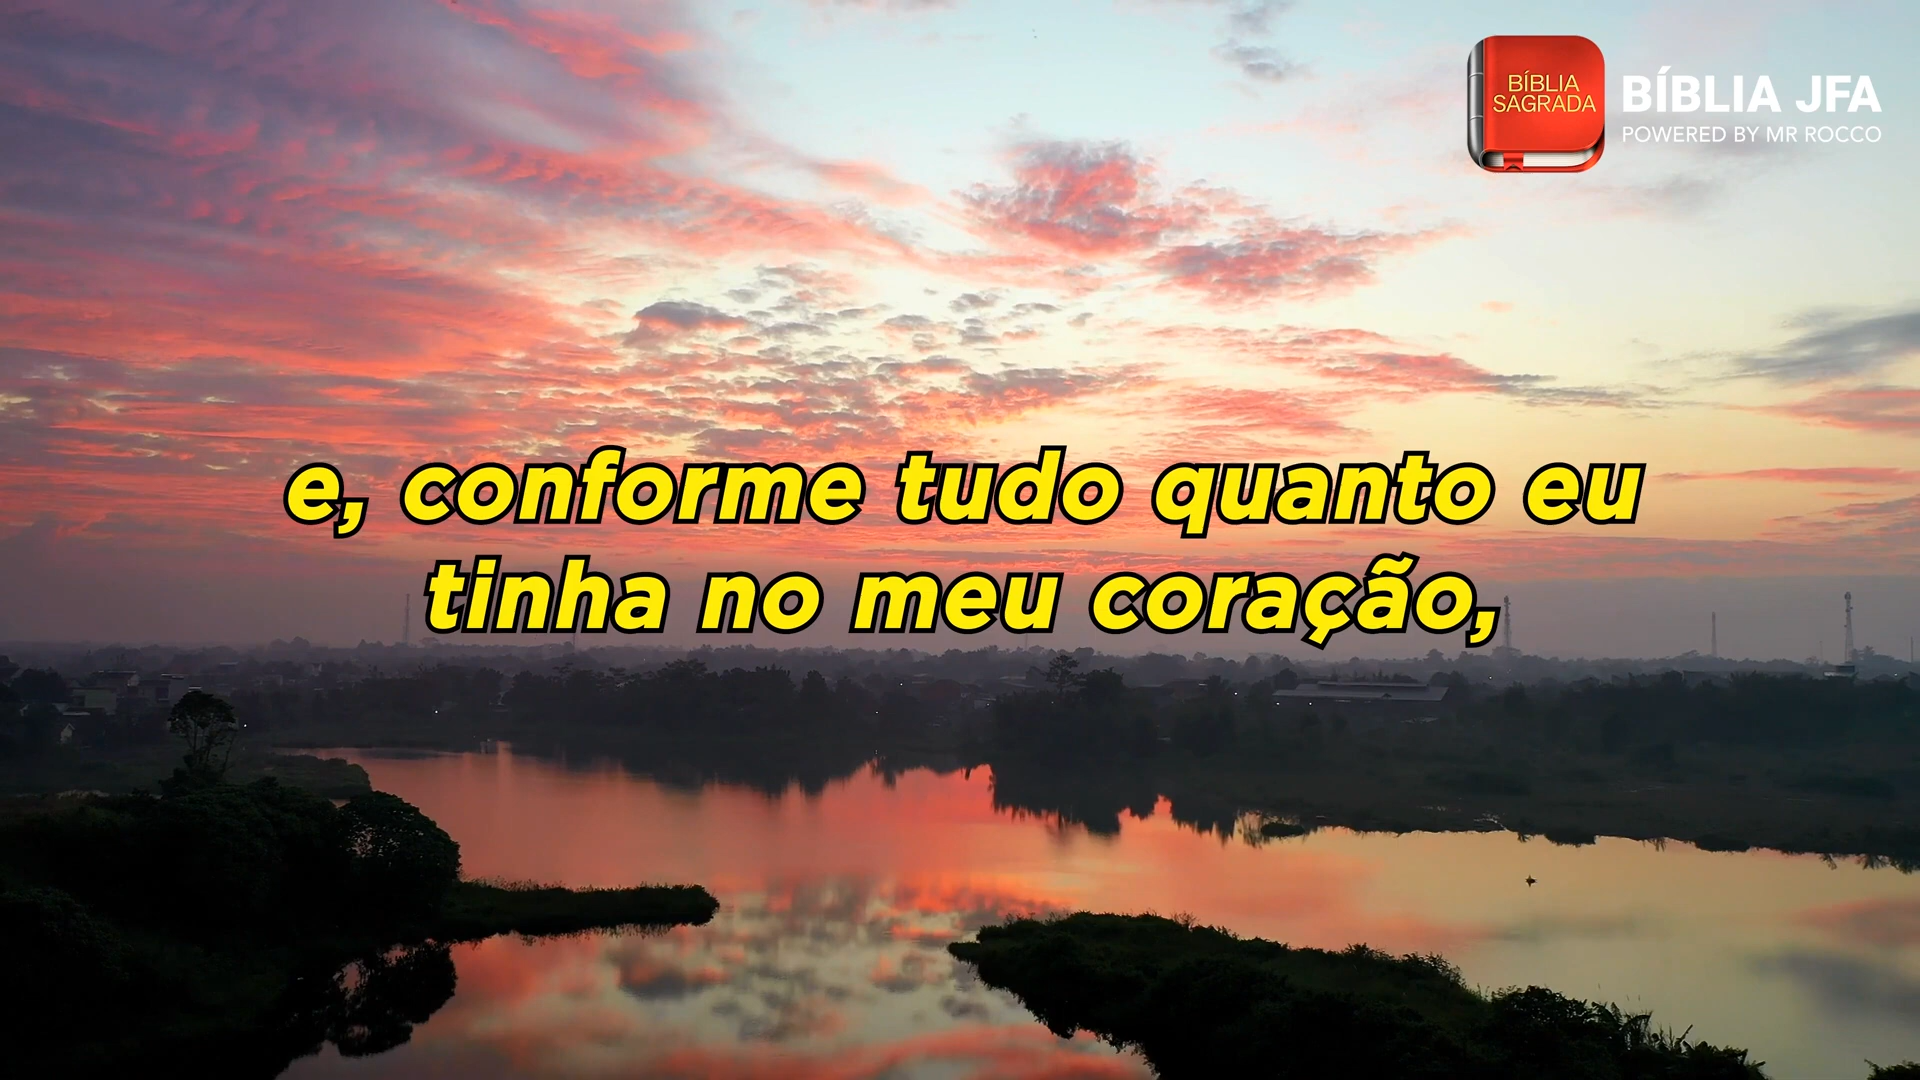 BÍBLIA
SAGRADA
BÍBLIA JFA
POWERED BY MR ROCCO
e, conforme tudo quanto eu
tinha no meu coração,